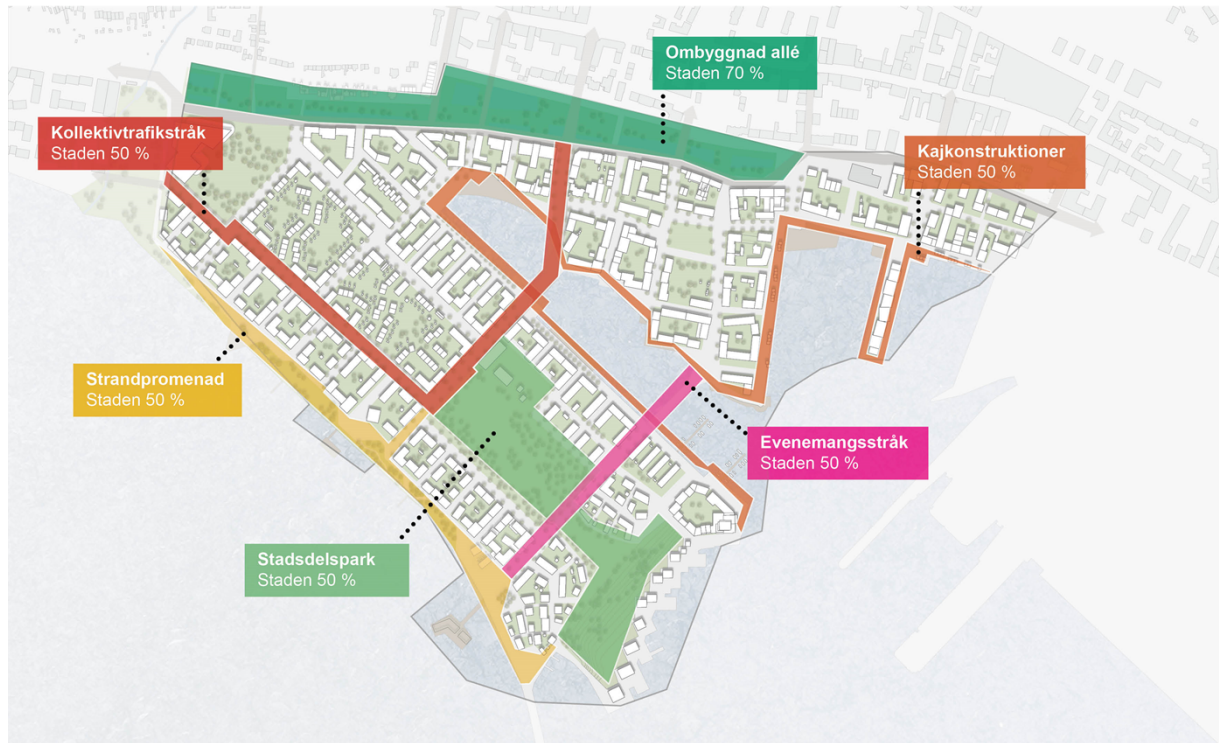 Ombyggnad allé
Staden 70 %
Kollektivtrafikstråk
Staden 50 %
Kajkonstruktioner
Staden 50 %
Strandpromenad
Staden 50 %
Evenemangsstråk
Staden 50 %
Stadsdelspark
Staden 50 %